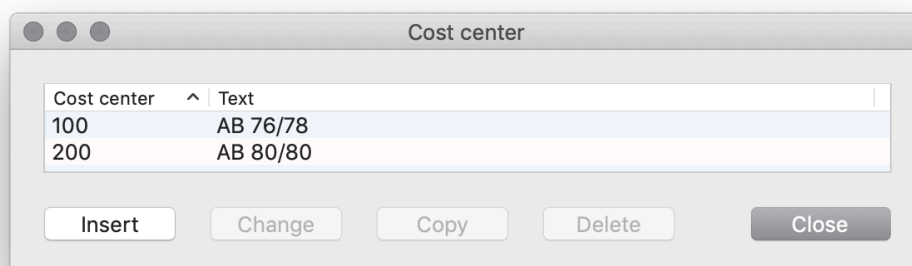 Cost center
Cost center Text
100 AB 76/78
200 AB 80/80
Insert Change Copy Delete Close